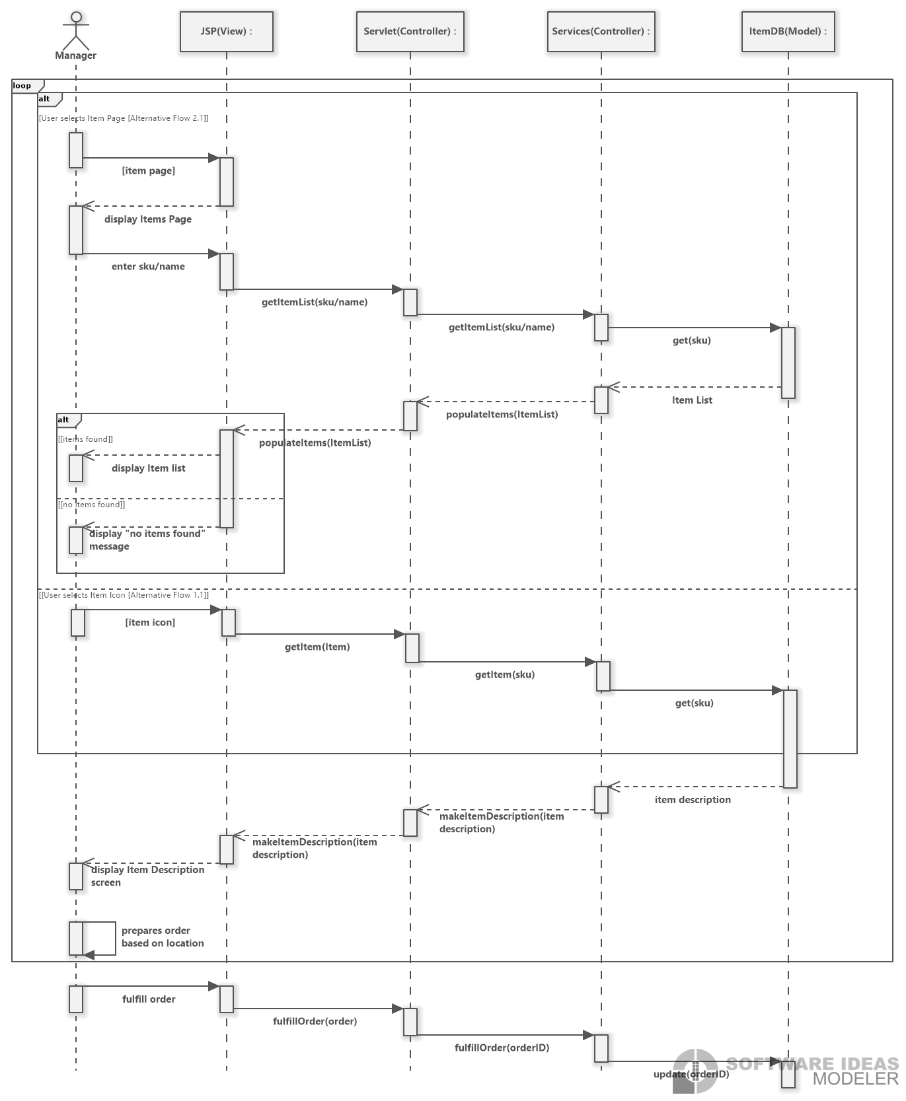 JSP(View) :
Servlet(Controller) :
Services(Controller) :
ItemDB(Model) :
Manager
loop
alt
[User selects Item Page [Alternative Flow 2.1]]
[item page]
display Items Page
enter sku/name
getItemList(sku/name)
getItemList(sku/name)
get(sku)
Item List
populateItems(ItemList)
populateItems(ItemList)
alt
[[items found]]
display Item list
[[no items found]]
display "no items found"
message
[[User selects Item Icon [Alternative Flow 1.1]]
[item icon]
getItem(Item)
getItem(sku)
get(sku)
item description
makeItemDescription(item
description)
makeItemDescription(item
description)
display Item Description
screen
prepares order
based on location
fulfill order
fulfillOrder(order)
fulfillOrder(orderID)
update(orderID)
SOFTWARE IDEAS
MODELER